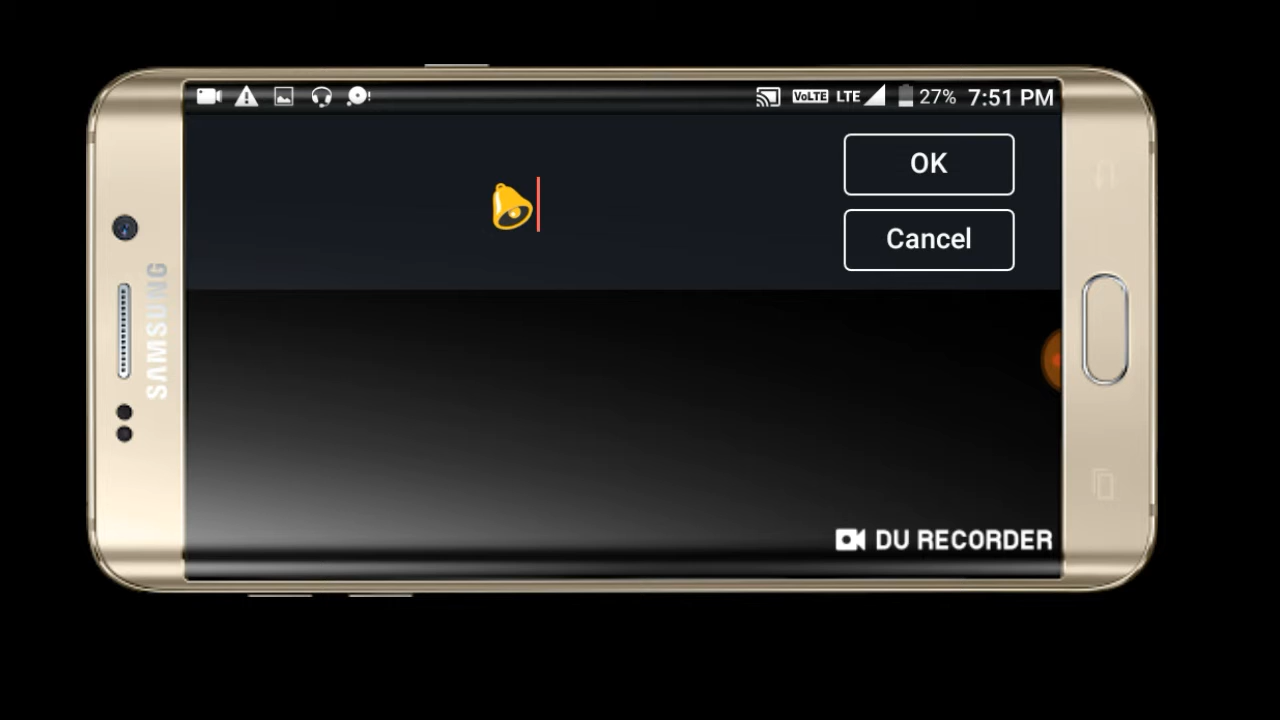 VoLTE LTE 27% 7:51 PM
OK
🔔
Cancel
SAMSUNG
DU RECORDER